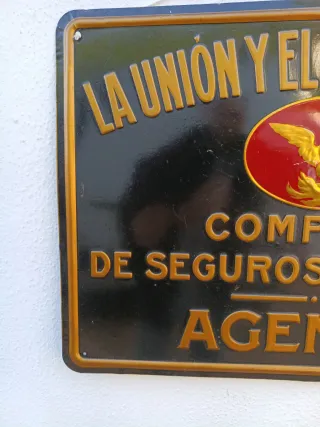 LA UNIÓN Y EL
COMP
DE SEGUROS
AGEN